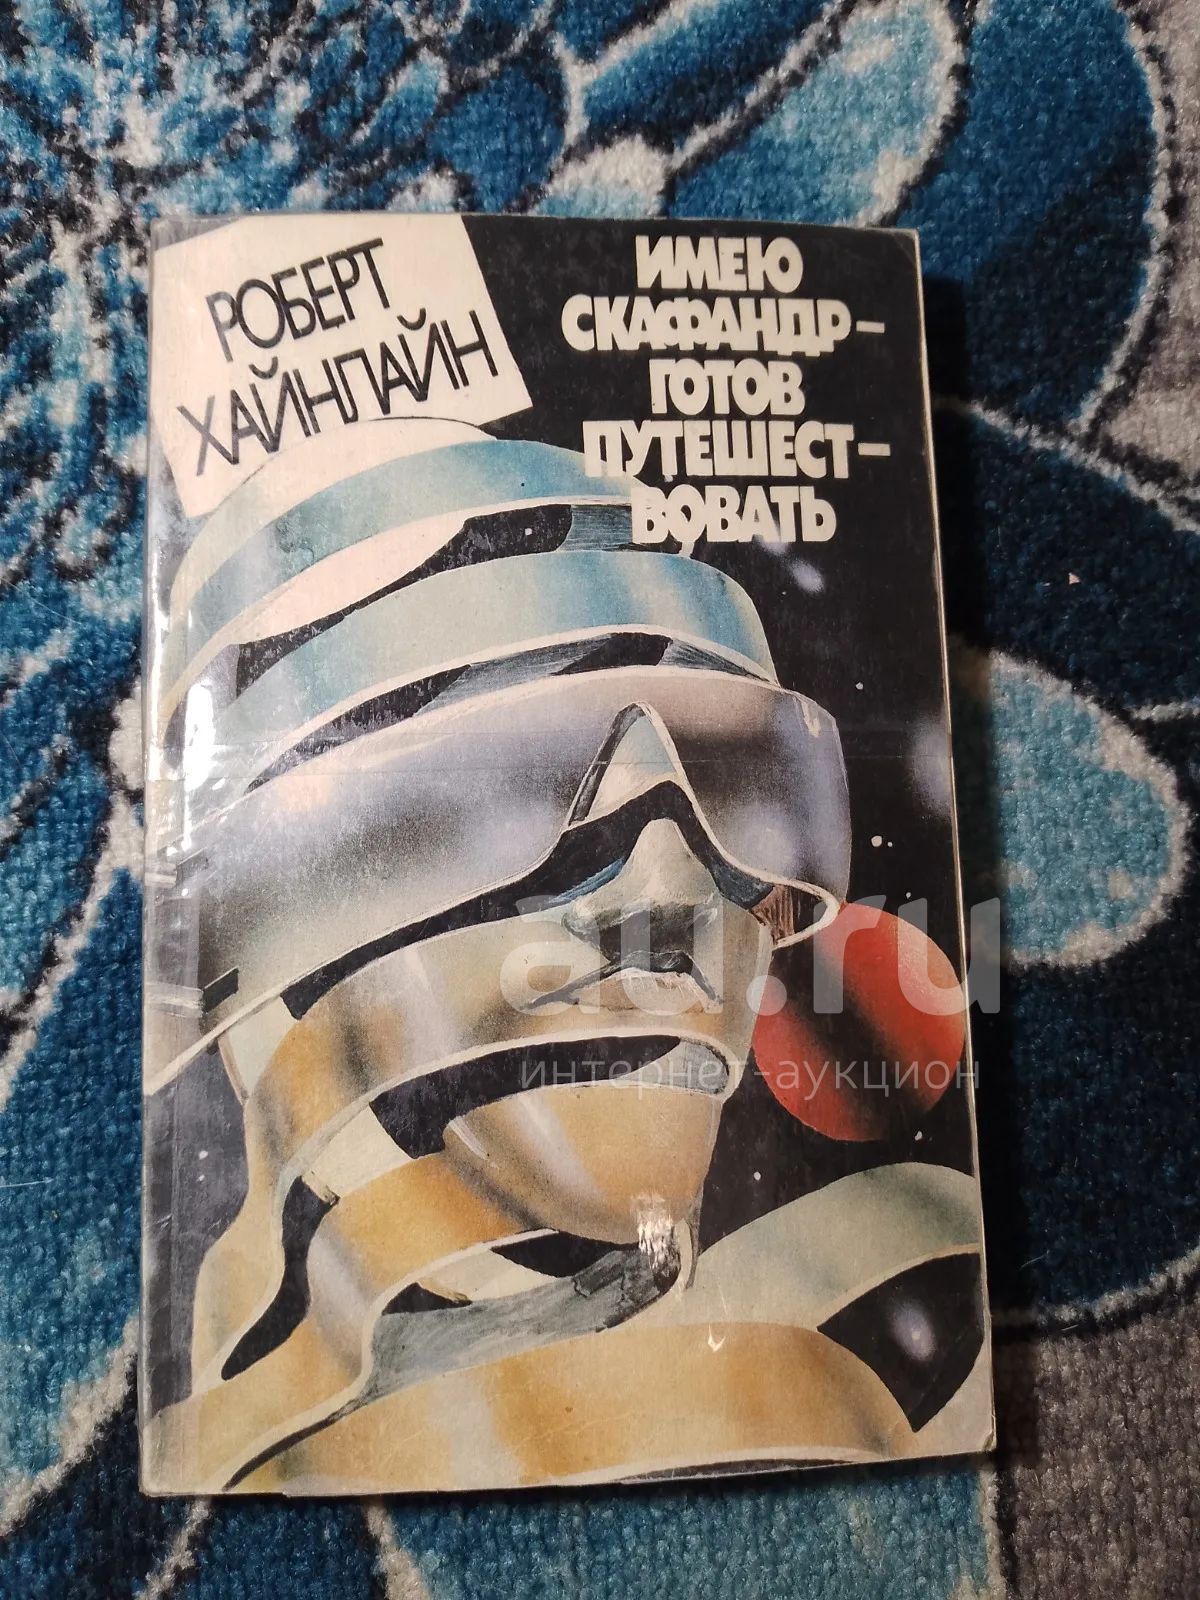 РОБЕРТ
ХАЙНЛАЙН
ИМЕЮ
СКАФАНДР–
ГОТОВ
ПУТЕШЕСТ–
ВОВАТЬ
au.ru
интернет-аукцион